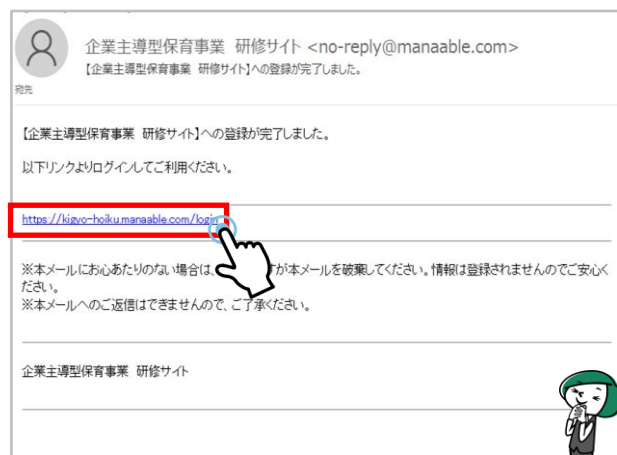 企業主導型保育事業 研修サイト <no-reply@manaable.com>
【企業主導型保育事業 研修サイト】への登録が完了しました。
宛先
【企業主導型保育事業 研修サイト】への登録が完了しました。
以下リンクよりログインしてご利用ください。
https://kigyo-hoiku.manaable.com/login
※本メールにお心あたりのない場合は、すが本メールを破棄してください。情報は登録されませんのでご安心く
ださい。
※本メールへのご返信はできませんので、ご了承ください。
企業主導型保育事業 研修サイト